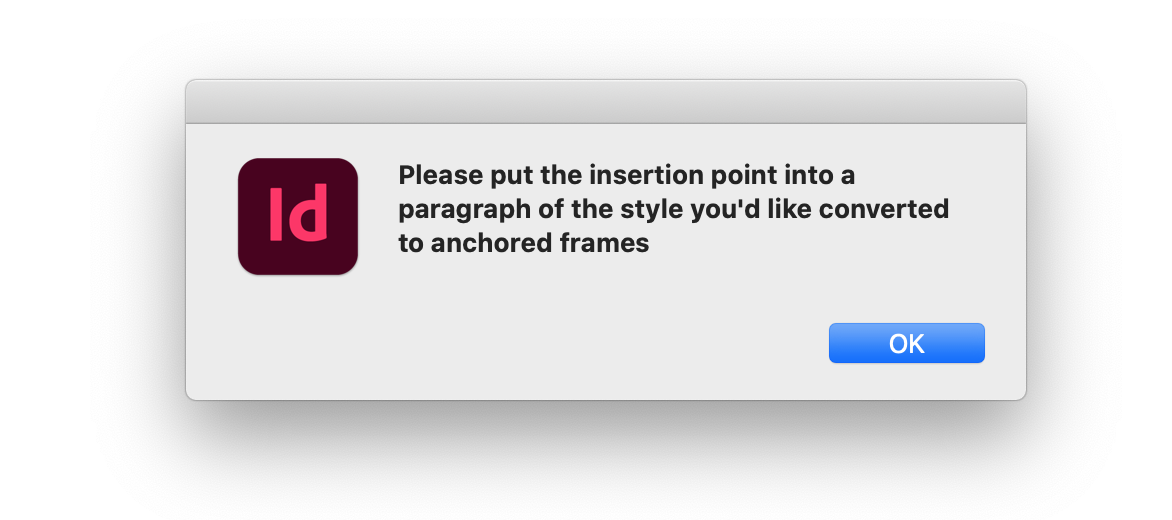 Id
Please put the insertion point into a
paragraph of the style you'd like converted
to anchored frames
OK